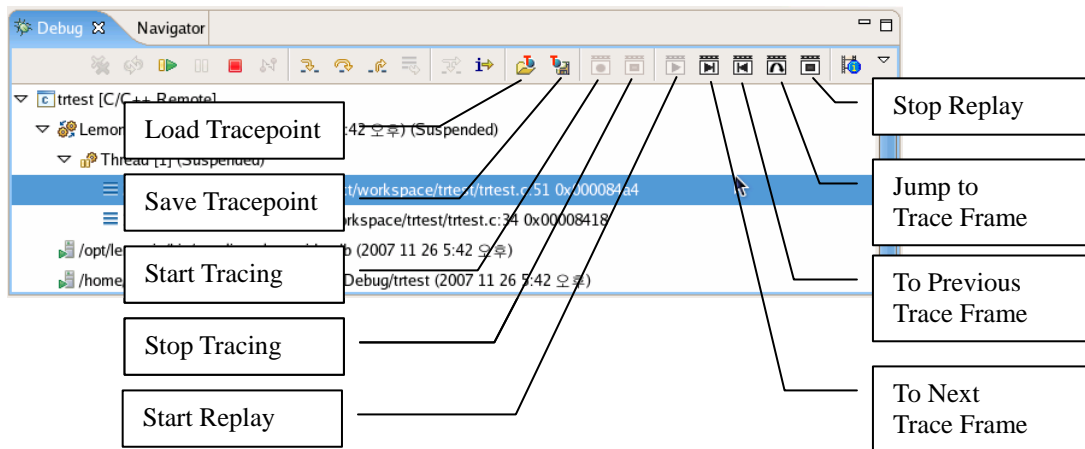 Debug Navigator
i
trtest [C/C++ Remote]
Lemon :42 오후) (Suspended)
Thread [1] (Suspended)
t/workspace/trtest/trtest.c:51 0x000084a4
rkspace/trtest/trtest.c:34 0x00008418
/opt/le b (2007 11 26 5:42 오후)
/home/ Debug/trtest (2007 11 26 5:42 오후)
Load Tracepoint
Save Tracepoint
Start Tracing
Stop Tracing
Start Replay
Stop Replay
Jump to
Trace Frame
To Previous
Trace Frame
To Next
Trace Frame